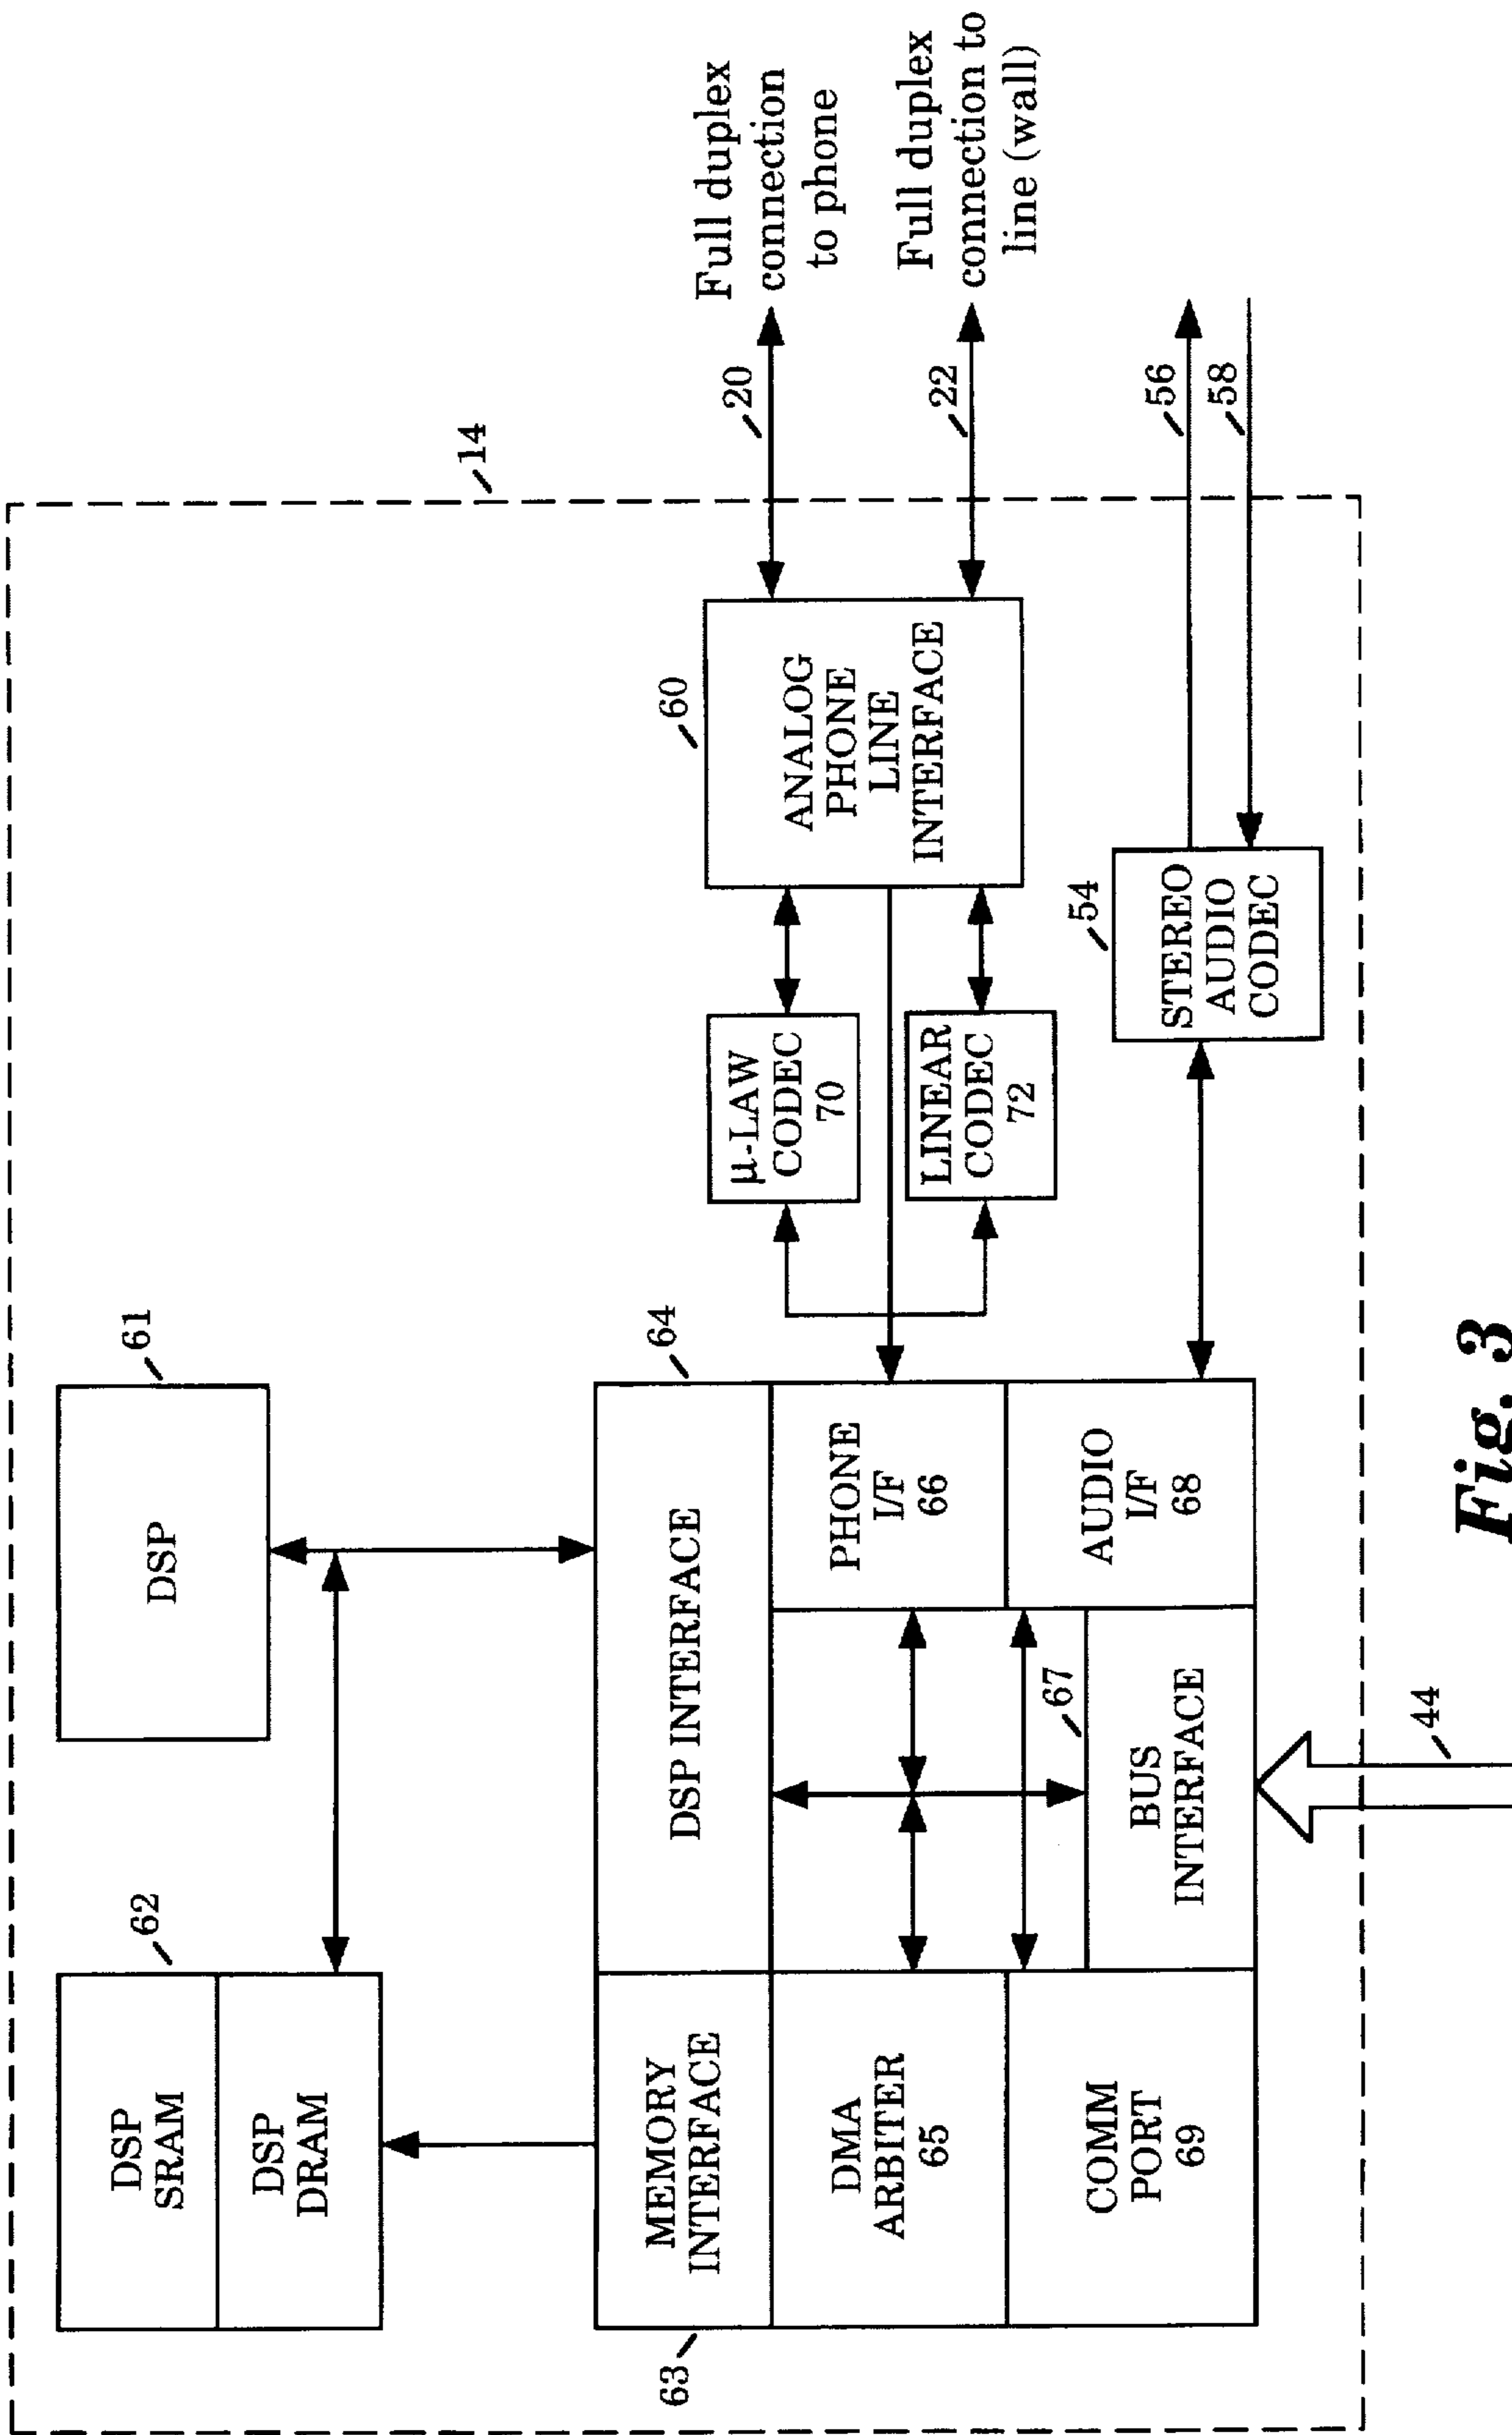 14
61
DSP
62
DSP
SRAM
DSP
DRAM
63
MEMORY
INTERFACE
DSP INTERFACE
64
DMA
ARBITER
65
PHONE
I/F
66
COMM
PORT
69
67
BUS
INTERFACE
AUDIO
I/F
68
44
μ-LAW
CODEC
70
LINEAR
CODEC
72
60
ANALOG
PHONE
LINE
INTERFACE
54
STEREO
AUDIO
CODEC
20
Full duplex
connection
to phone
22
Full duplex
connection to
line (wall)
56
58
Fig. 3